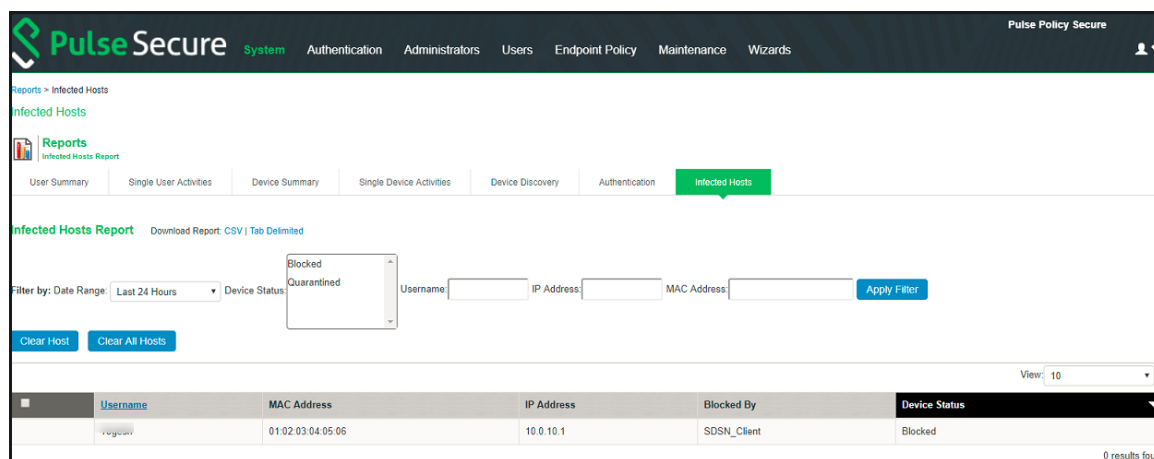 Pulse Policy Secure
Pulse Secure System Authentication Administrators Users Endpoint Policy Maintenance Wizards
Reports > Infected Hosts
Infected Hosts
Reports
Infected Hosts Report
User Summary Single User Activities Device Summary Single Device Activities Device Discovery Authentication Infected Hosts
Infected Hosts Report Download Report: CSV | Tab Delimited
Blocked
Quarantined
Filter by: Date Range: Last 24 Hours Device Status: Username: IP Address: MAC Address: Apply Filter
Clear Host Clear All Hosts
View: 10
Username MAC Address IP Address Blocked By Device Status
01:02:03:04:05:06 10.0.10.1 SDSN_Client Blocked
0 results fou